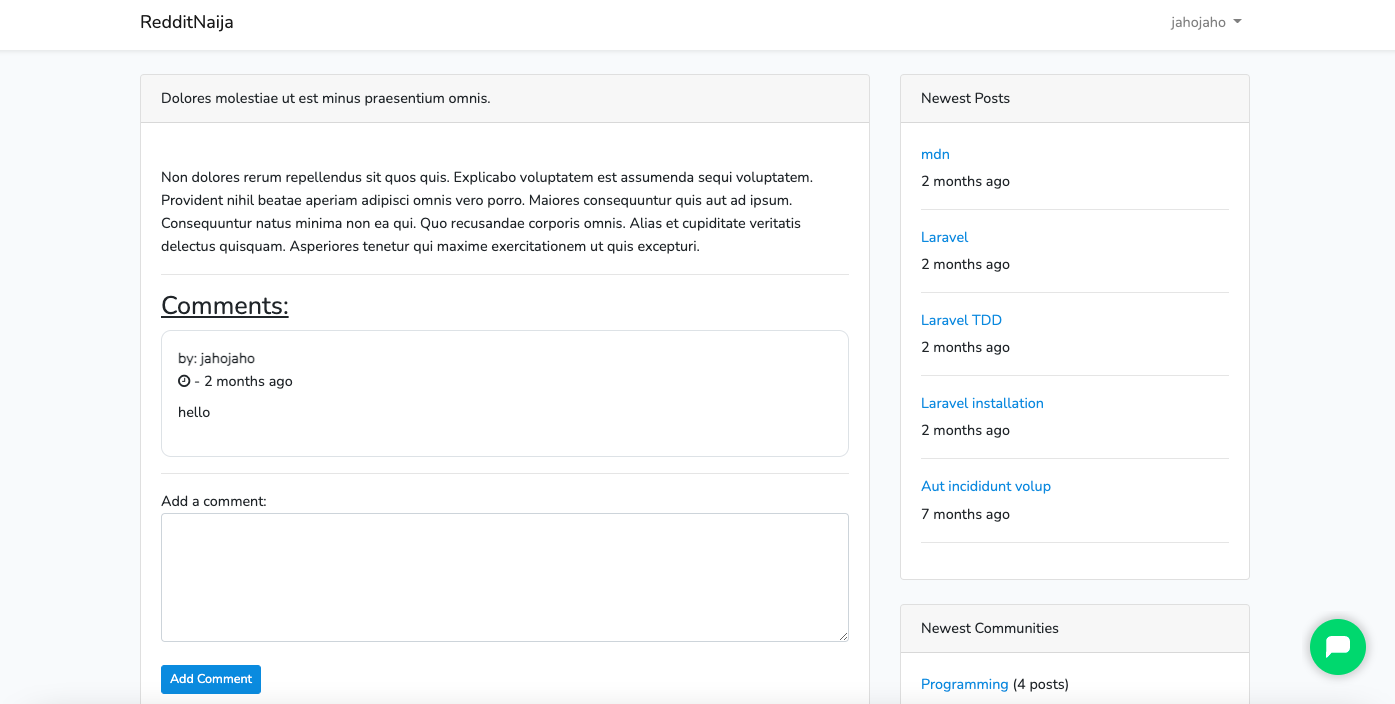 RedditNaija
jahojaho
Dolores molestiae ut est minus praesentium omnis.
Non dolores rerum repellendus sit quos quis. Explicabo voluptatem est assumenda sequi voluptatem.
Provident nihil beatae aperiam adipisci omnis vero porro. Maiores consequuntur quis aut ad ipsum.
Consequuntur natus minima non ea qui. Quo recusandae corporis omnis. Alias et cupiditate veritatis
delectus quisquam. Asperiores tenetur qui maxime exercitationem ut quis excepturi.
Comments:
by: jahojaho
- 2 months ago
hello
Add a comment:
Add Comment
Newest Posts
mdn
2 months ago
Laravel
2 months ago
Laravel TDD
2 months ago
Laravel installation
2 months ago
Aut incididunt volup
7 months ago
Newest Communities
Programming (4 posts)